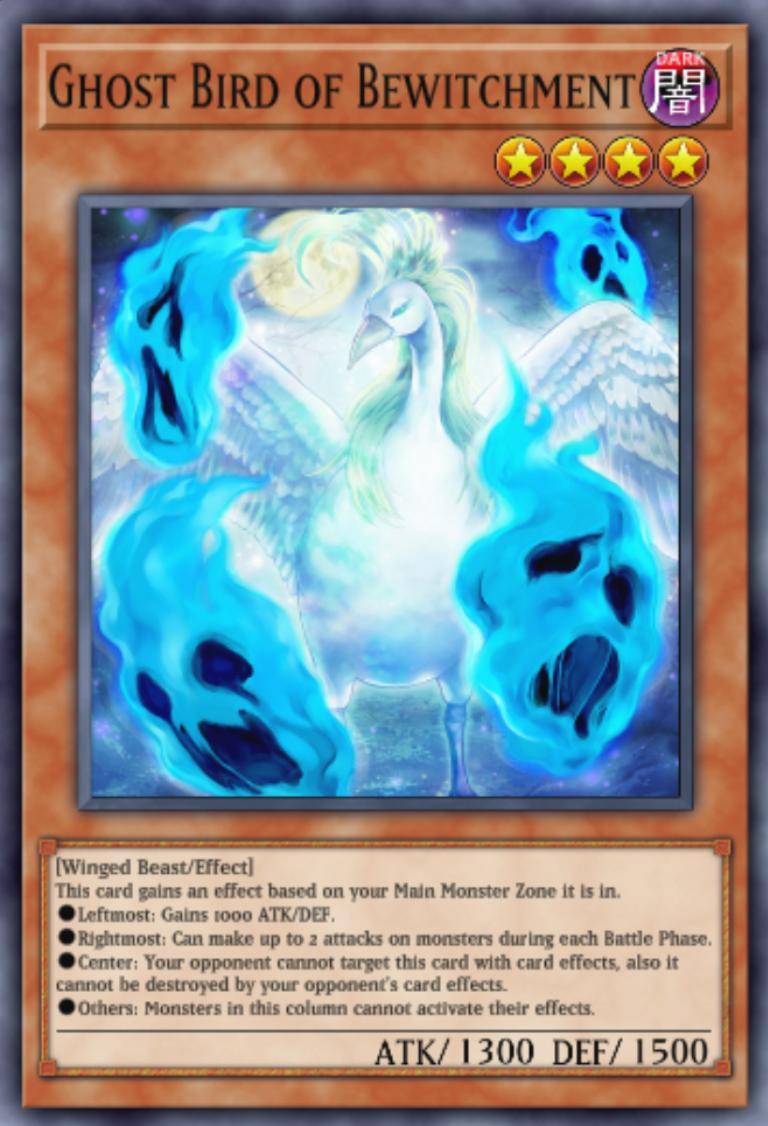 Ghost Bird of Bewitchment
DARK
闇
[Winged Beast/Effect]
This card gains an effect based on your Main Monster Zone it is in.
●Leftmost: Gains 1000 ATK/DEF.
●Rightmost: Can make up to 2 attacks on monsters during each Battle Phase.
●Center: Your opponent cannot target this card with card effects, also it
cannot be destroyed by your opponent's card effects.
●Others: Monsters in this column cannot activate their effects.
ATK/ 1300 DEF/ 1500